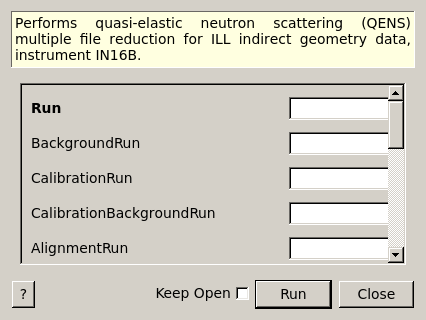 Performs quasi-elastic neutron scattering (QENS)
multiple file reduction for ILL indirect geometry data,
instrument IN16B.
Run
BackgroundRun
CalibrationRun
CalibrationBackgroundRun
AlignmentRun
? Keep Open Run Close